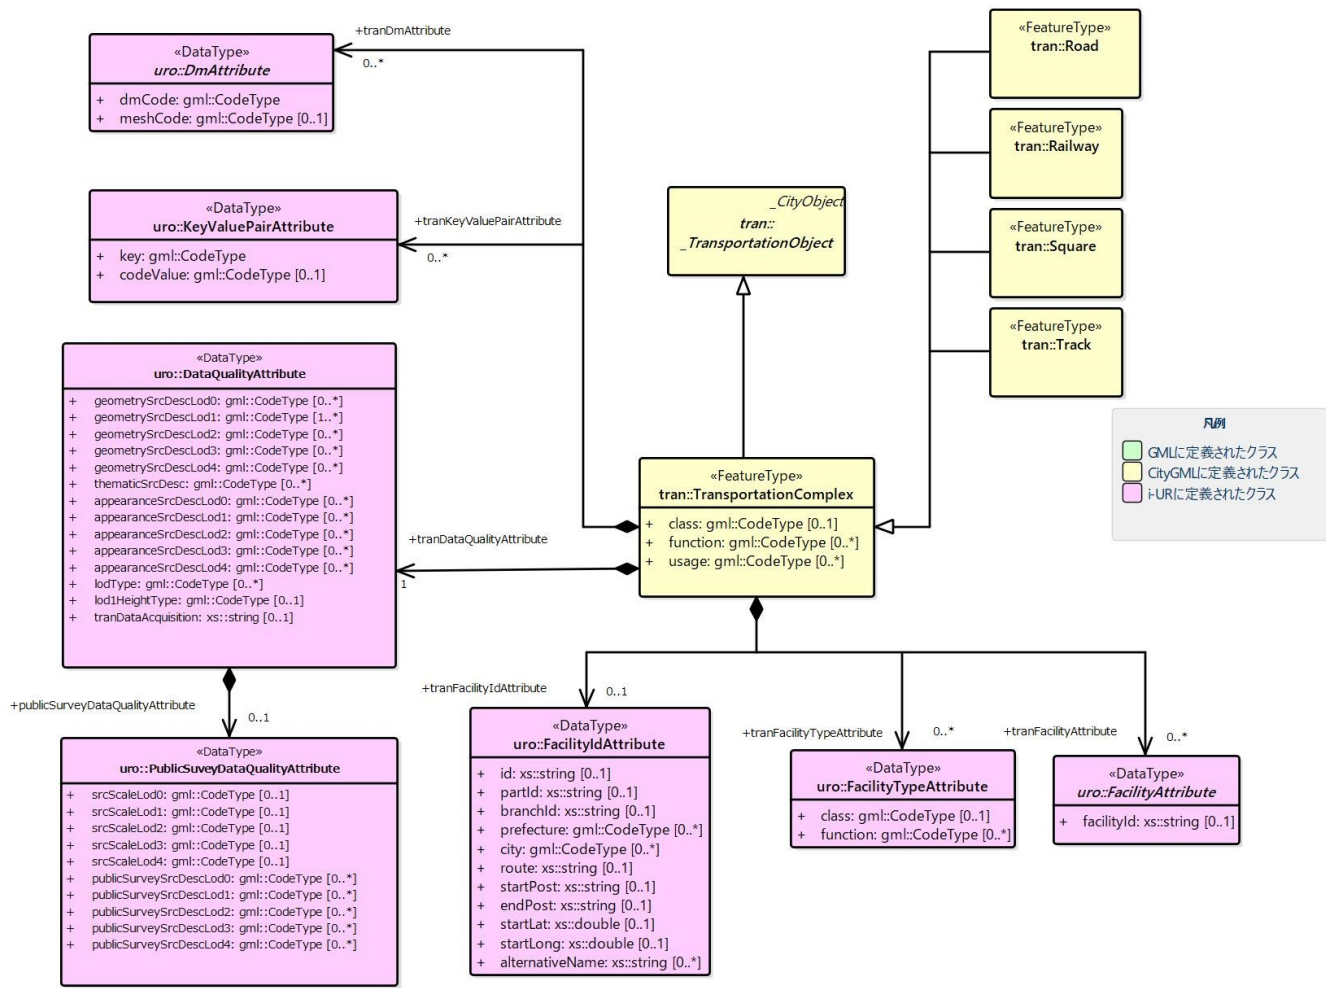 +tranDmAttribute
0..*
«DataType»
uro::DmAttribute
+ dmCode: gml::CodeType
+ meshCode: gml::CodeType [0..1]
«FeatureType»
tran::Road
«FeatureType»
tran::Railway
«FeatureType»
tran::Square
«FeatureType»
tran::Track
+tranKeyValuePairAttribute
0..*
«DataType»
uro::KeyValuePairAttribute
+ key: gml::CodeType
+ codeValue: gml::CodeType [0..1]
_CityObject
tran::
_TransportationObject
凡例
GMLに定義されたクラス
CityGMLに定義されたクラス
i-URに定義されたクラス
«DataType»
uro::DataQualityAttribute
+ geometrySrcDescLod0: gml::CodeType [0..*]
+ geometrySrcDescLod1: gml::CodeType [1..*]
+ geometrySrcDescLod2: gml::CodeType [0..*]
+ geometrySrcDescLod3: gml::CodeType [0..*]
+ geometrySrcDescLod4: gml::CodeType [0..*]
+ thematicSrcDesc: gml::CodeType [0..*]
+ appearanceSrcDescLod0: gml::CodeType [0..*]
+ appearanceSrcDescLod1: gml::CodeType [0..*]
+ appearanceSrcDescLod2: gml::CodeType [0..*]
+ appearanceSrcDescLod3: gml::CodeType [0..*]
+ appearanceSrcDescLod4: gml::CodeType [0..*]
+ lodType: gml::CodeType [0..*]
+ lod1HeightType: gml::CodeType [0..1]
+ tranDataAcquisition: xs::string [0..1]
+tranDataQualityAttribute
1
«FeatureType»
tran::TransportationComplex
+ class: gml::CodeType [0..1]
+ function: gml::CodeType [0..*]
+ usage: gml::CodeType [0..*]
+publicSurveyDataQualityAttribute
0..1
«DataType»
uro::PublicSuveyDataQualityAttribute
+ srcScaleLod0: gml::CodeType [0..1]
+ srcScaleLod1: gml::CodeType [0..1]
+ srcScaleLod2: gml::CodeType [0..1]
+ srcScaleLod3: gml::CodeType [0..1]
+ srcScaleLod4: gml::CodeType [0..1]
+ publicSurveySrcDescLod0: gml::CodeType [0..*]
+ publicSurveySrcDescLod1: gml::CodeType [0..*]
+ publicSurveySrcDescLod2: gml::CodeType [0..*]
+ publicSurveySrcDescLod3: gml::CodeType [0..*]
+ publicSurveySrcDescLod4: gml::CodeType [0..*]
+tranFacilityIdAttribute
0..1
«DataType»
uro::FacilityIdAttribute
+ id: xs::string [0..1]
+ partId: xs::string [0..1]
+ branchId: xs::string [0..1]
+ prefecture: gml::CodeType [0..*]
+ city: gml::CodeType [0..*]
+ route: xs::string [0..1]
+ startPost: xs::string [0..1]
+ endPost: xs::string [0..1]
+ startLat: xs::double [0..1]
+ startLong: xs::double [0..1]
+ alternativeName: xs::string [0..*]
+tranFacilityTypeAttribute
0..*
«DataType»
uro::FacilityTypeAttribute
+ class: gml::CodeType [0..1]
+ function: gml::CodeType [0..*]
+tranFacilityAttribute
0..*
«DataType»
uro::FacilityAttribute
+ facilityId: xs::string [0..1]